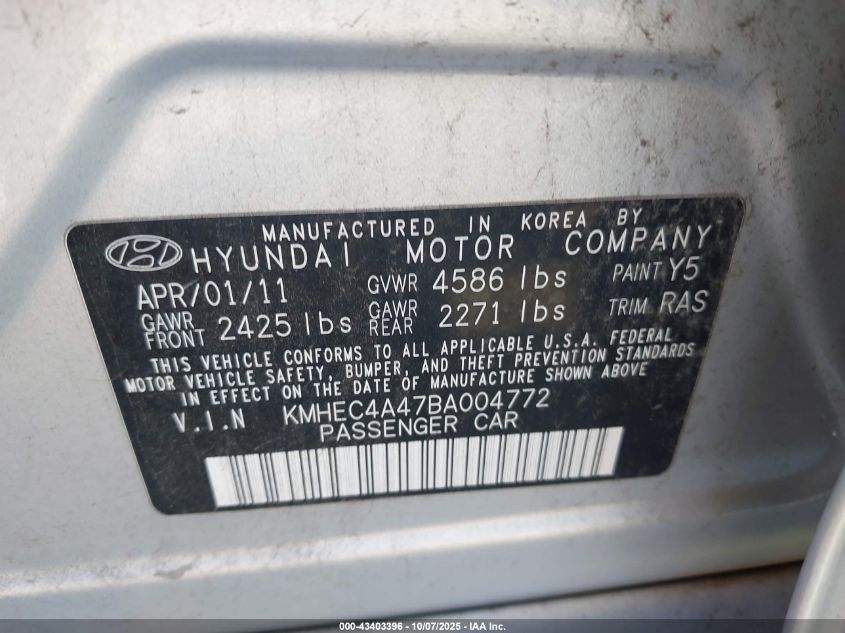 MANUFACTURED IN KOREA BY
HYUNDAI MOTOR COMPANY
APR/01/11 GVWR 4586 lbs PAINT Y5
GAWR FRONT 2425 lbs GAWR REAR 2271 lbs TRIM RAS
THIS VEHICLE CONFORMS TO ALL APPLICABLE U.S.A. FEDERAL
MOTOR VEHICLE SAFETY, BUMPER, AND THEFT PREVENTION STANDARDS
IN EFFECT ON THE DATE OF MANUFACTURE SHOWN ABOVE
V.I.N KMHEC4A47BA004772
PASSENGER CAR
000-43403396 - 10/07/2025 - IAA Inc.